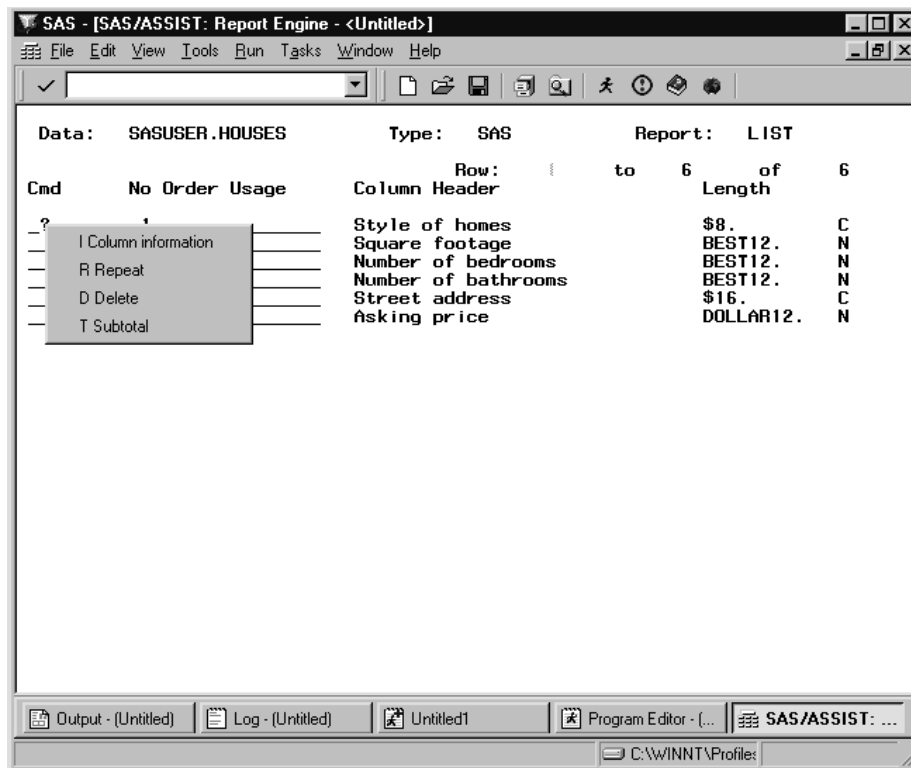 SAS - [SAS/ASSIST: Report Engine - <Untitled>]
File Edit View Tools Run Tasks Window Help
Data: SASUSER.HOUSES Type: SAS Report: LIST
Row: to 6 of 6
Cmd No Order Usage Column Header Length
? 1 Style of homes $8. C
Square footage BEST12. N
Number of bedrooms BEST12. N
Number of bathrooms BEST12. N
Street address $16. C
Asking price DOLLAR12. N
I Column information
R Repeat
D Delete
T Subtotal
Output - (Untitled) Log - (Untitled) Untitled1 Program Editor - (... SAS/ASSIST: ...
C:\WINNT\Profiles